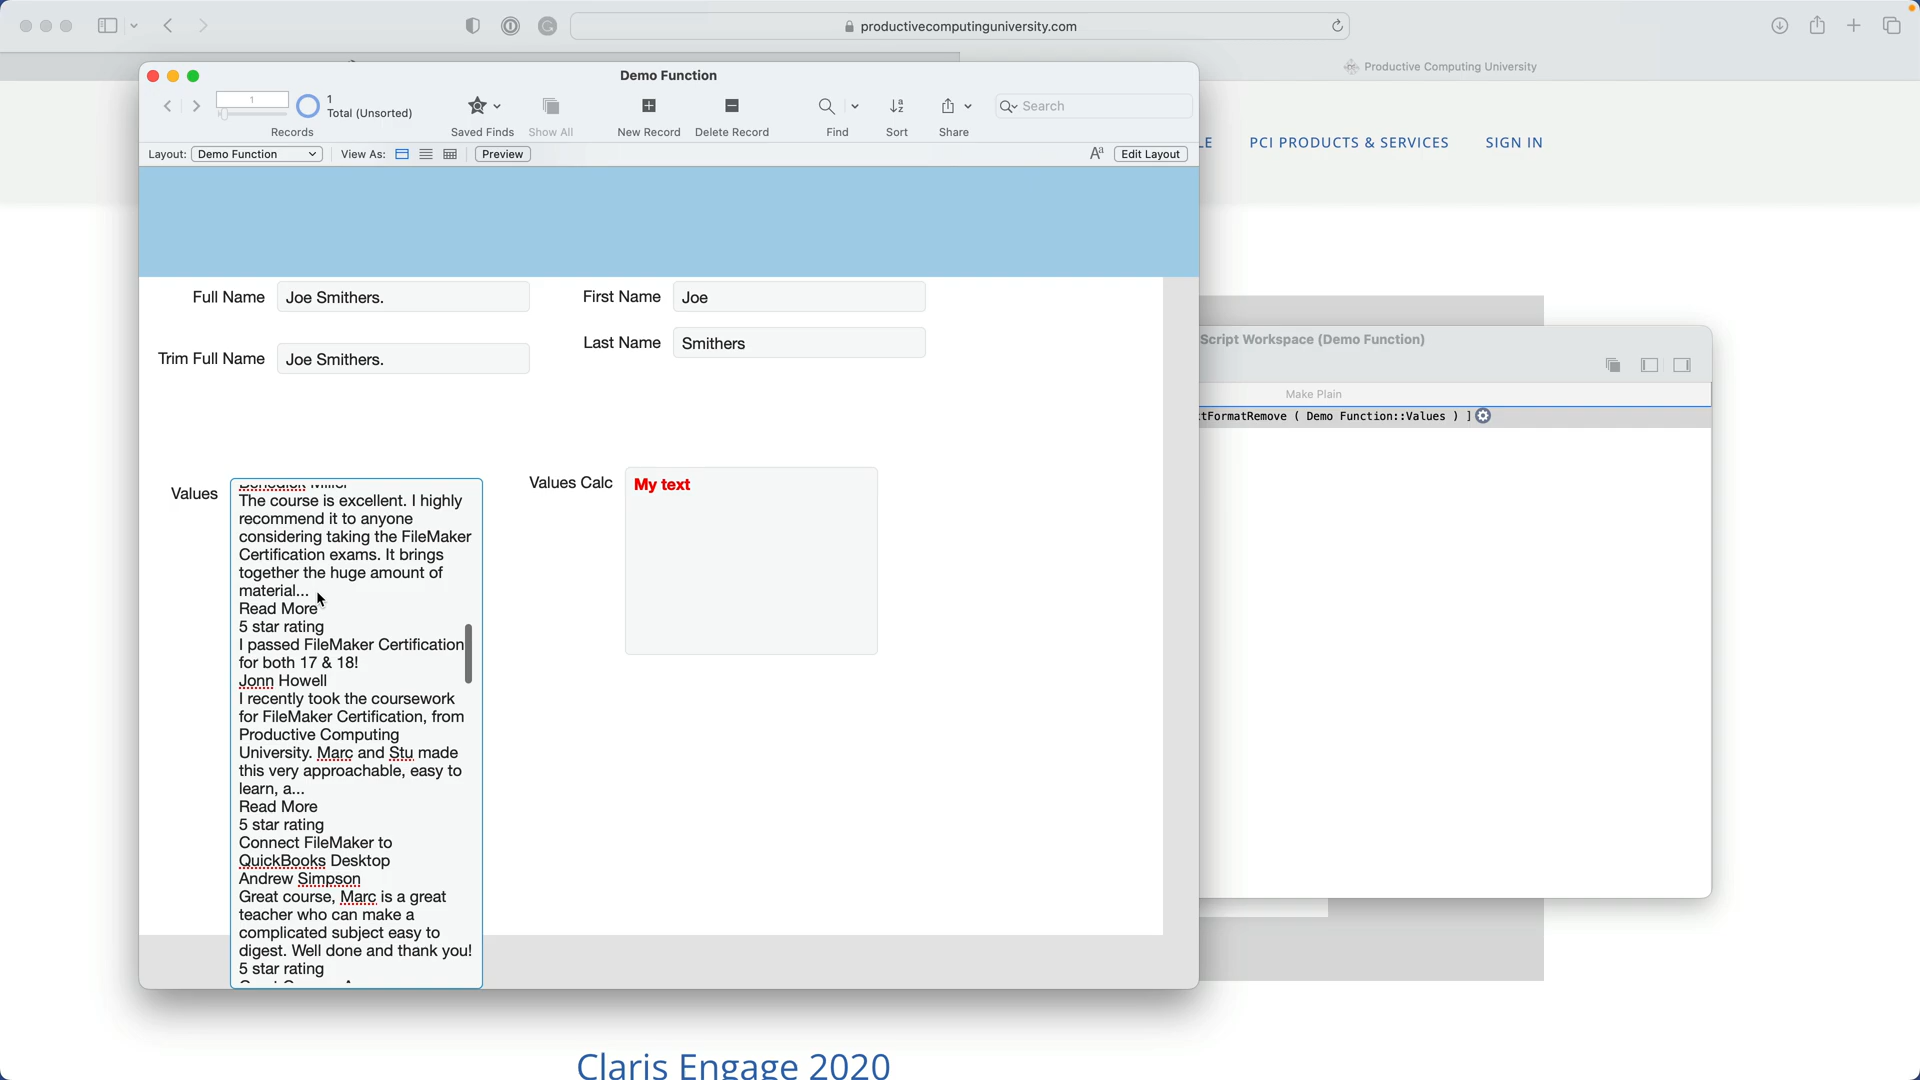 productivecomputinguniversity.com
Productive Computing University
Demo Function
1
1
Total (Unsorted)
Records
Saved Finds
Show All
New Record
Delete Record
Find
Sort
Share
Search
Layout:
Demo Function
View As:
Preview
Aª
Edit Layout
PCI PRODUCTS & SERVICES
SIGN IN
Full Name
Joe Smithers.
First Name
Joe
Last Name
Smithers
Trim Full Name
Joe Smithers.
Script Workspace (Demo Function)
Make Plain
tFormatRemove ( Demo Function::Values ) ]
Values
The course is excellent. I highly
recommend it to anyone
considering taking the FileMaker
Certification exams. It brings
together the huge amount of
material...
Read More
5 star rating
I passed FileMaker Certification
for both 17 & 18!
Jonn Howell
I recently took the coursework
for FileMaker Certification, from
Productive Computing
University. Marc and Stu made
this very approachable, easy to
learn, a...
Read More
5 star rating
Connect FileMaker to
QuickBooks Desktop
Andrew Simpson
Great course, Marc is a great
teacher who can make a
complicated subject easy to
digest. Well done and thank you!
5 star rating
Values Calc
My text
Claris Engage 2020